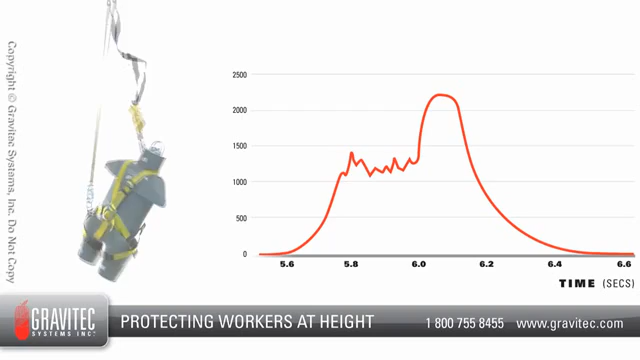 Copyright © Gravitec Systems, Inc. Do Not Copy
2500
2000
1500
1000
500
0
5.6 5.8 6.0 6.2 6.4 6.6
TIME (SECS)
GRAVITEC
SYSTEMS INC
PROTECTING WORKERS AT HEIGHT 1 800 755 8455 www.gravitec.com